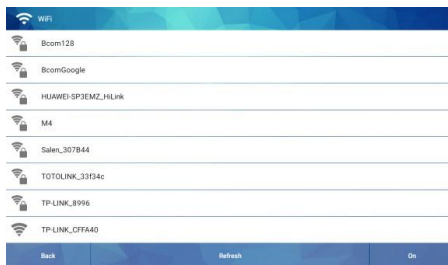 WiFi
Bcom128
BcomGoogle
HUAWEI-SP3EMZ_HiLink
M4
Salen_307B44
TOTOLINK_33f34c
TP-LINK_8996
TP-LINK_CFFA40
Back Refresh On